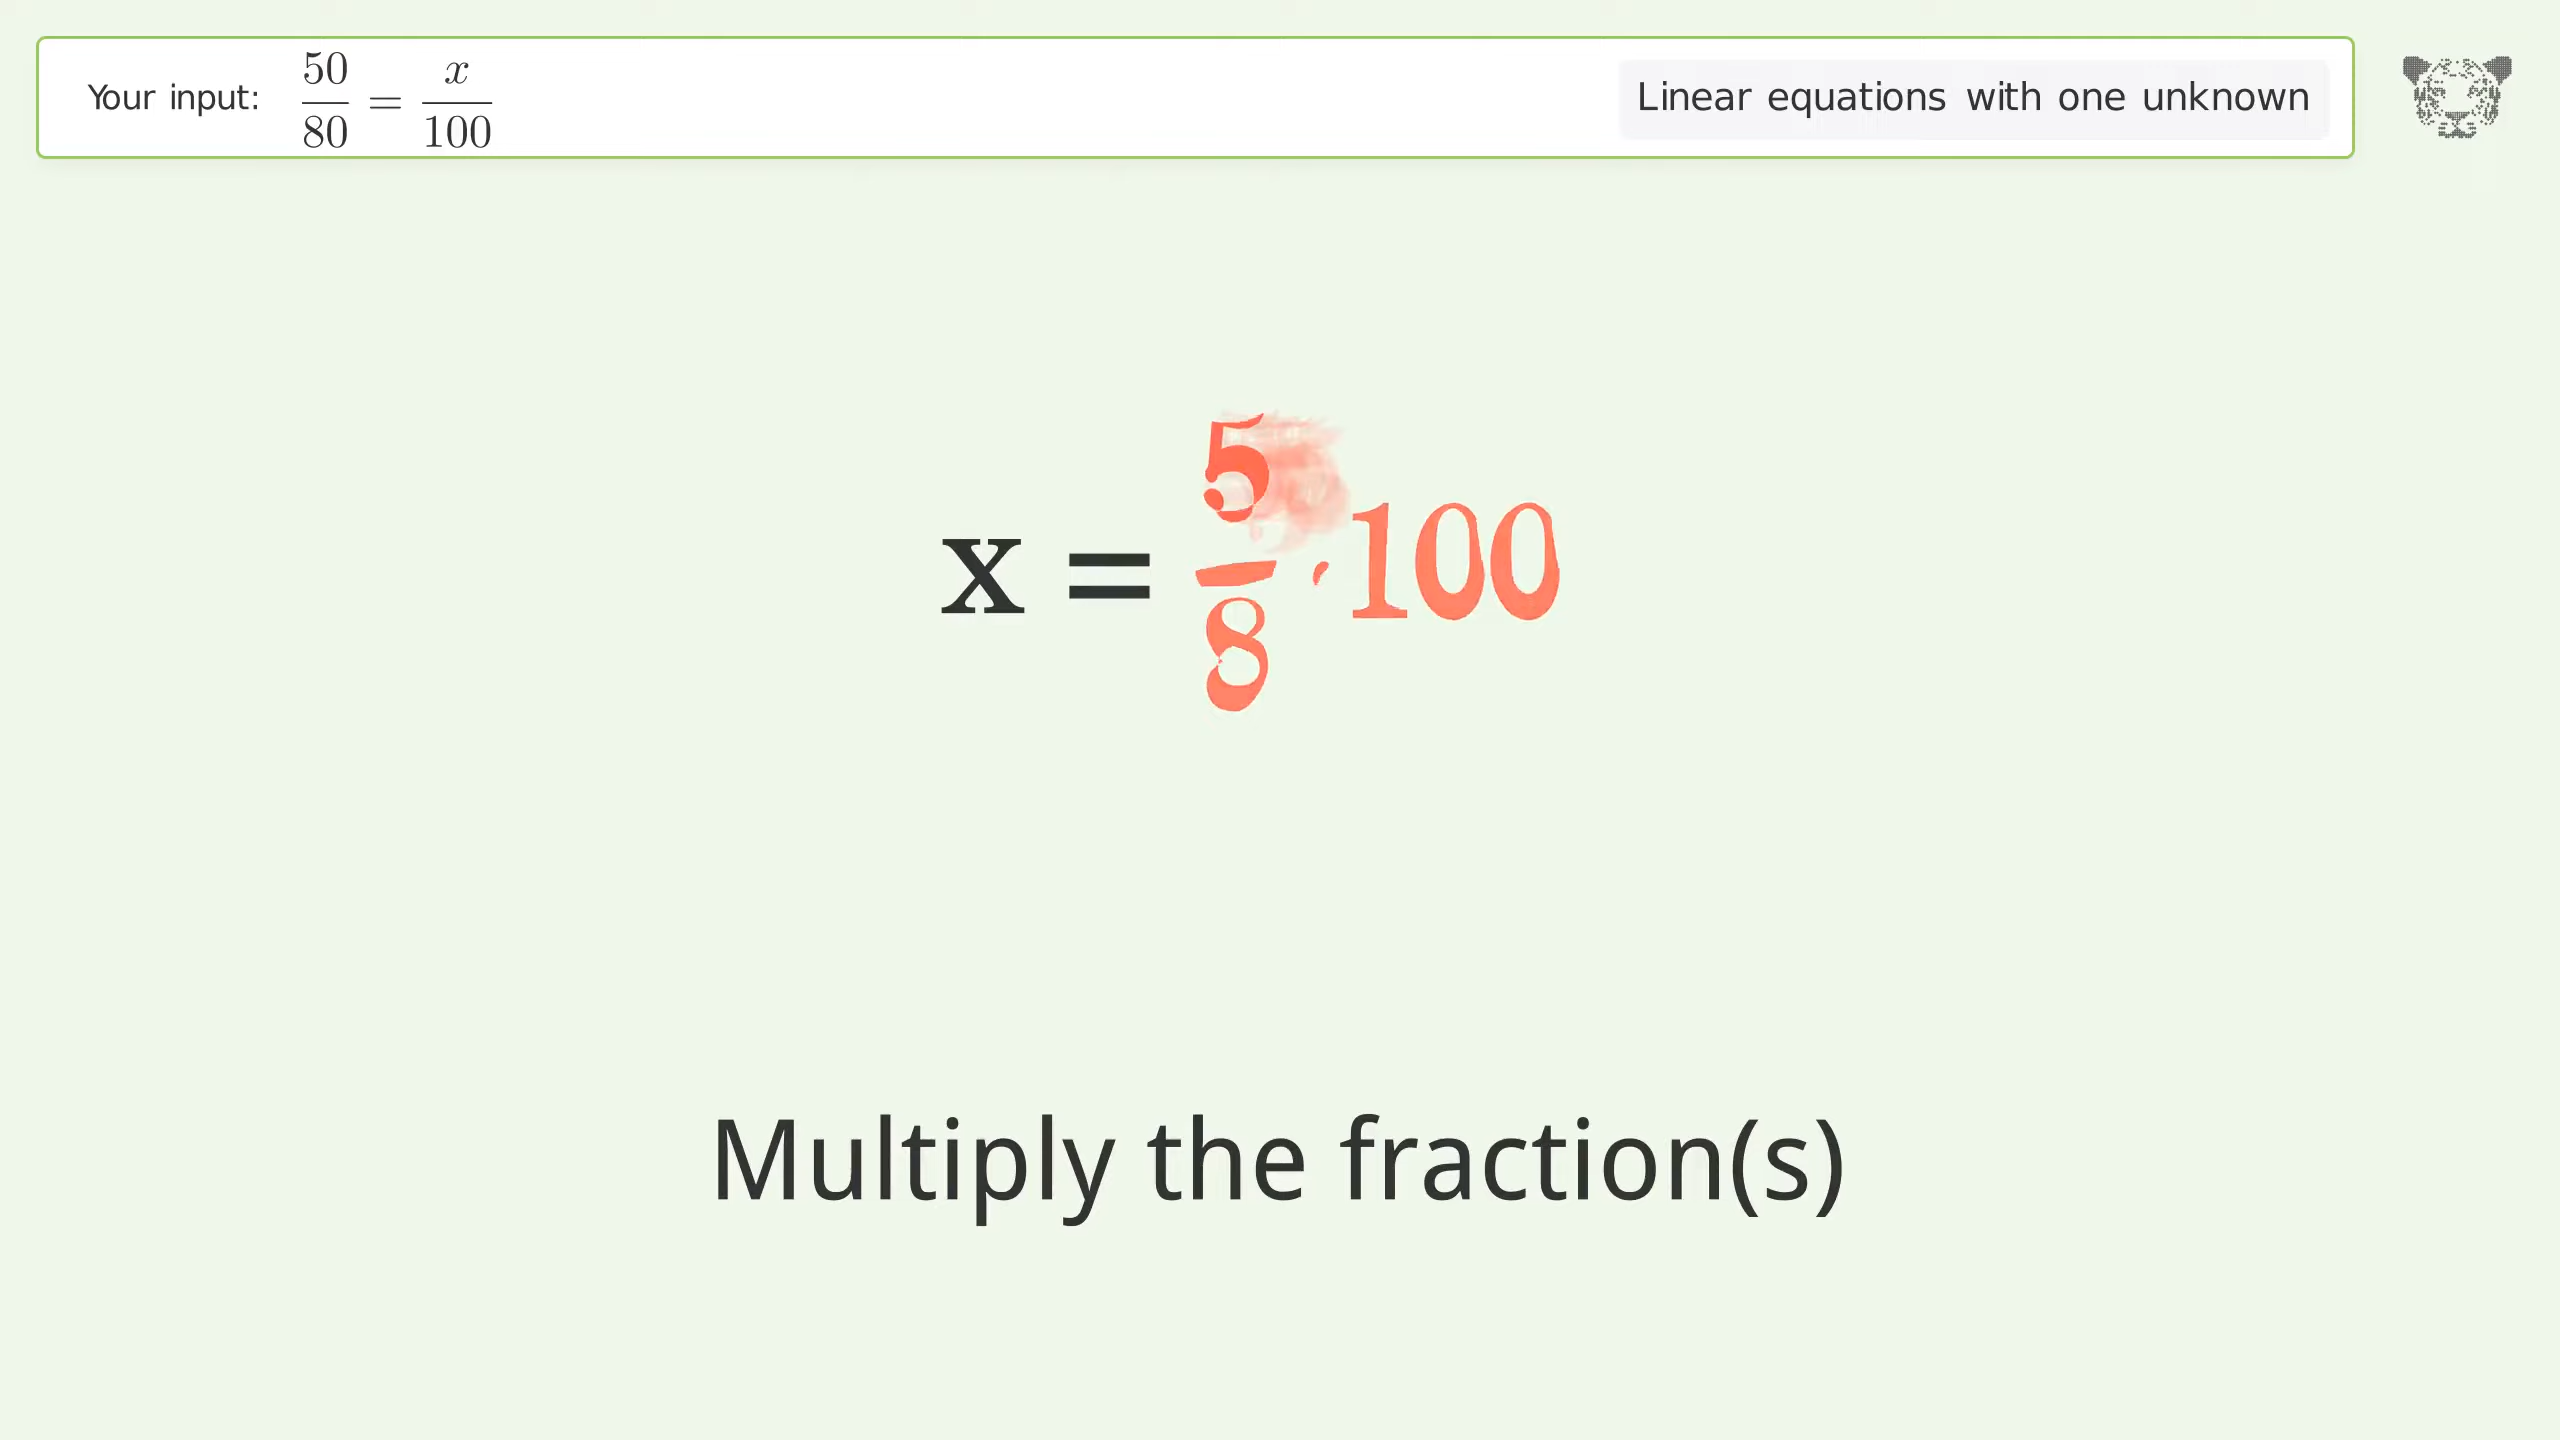 Your input: 50/80 = x/100
Linear equations with one unknown
x = 5/8 · 100
Multiply the fraction(s)